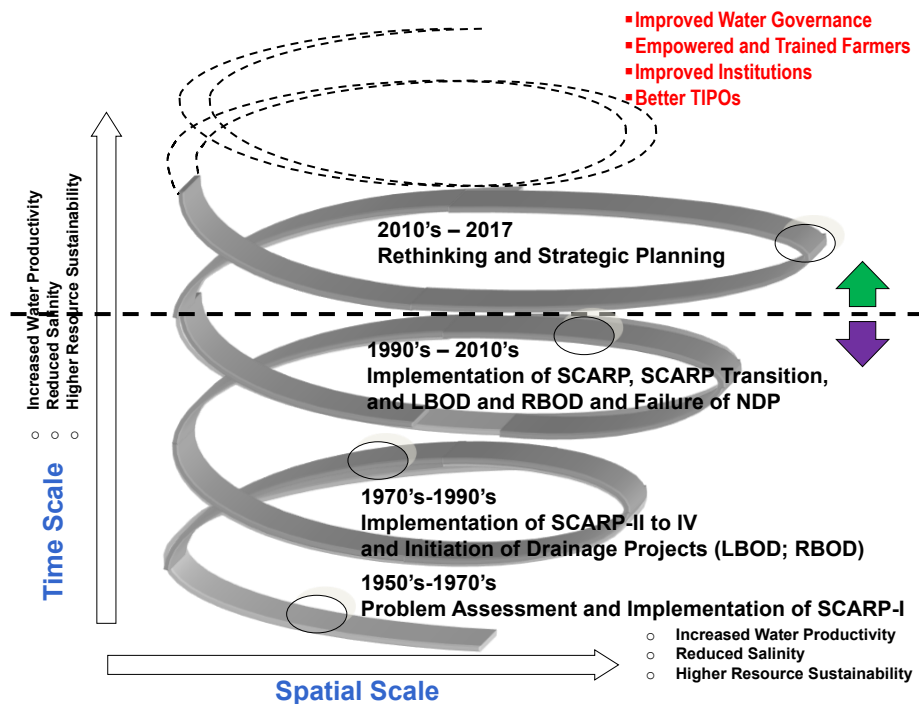 ▪Improved Water Governance
▪Empowered and Trained Farmers
▪Improved Institutions
▪Better TIPOs
2010’s – 2017
Rethinking and Strategic Planning
1990’s – 2010’s
Implementation of SCARP, SCARP Transition,
and LBOD and RBOD and Failure of NDP
1970’s-1990’s
Implementation of SCARP-II to IV
and Initiation of Drainage Projects (LBOD; RBOD)
1950’s-1970’s
Problem Assessment and Implementation of SCARP-I
Time Scale
○ Increased Water Productivity
○ Reduced Salinity
○ Higher Resource Sustainability
○ Increased Water Productivity
○ Reduced Salinity
○ Higher Resource Sustainability
Spatial Scale